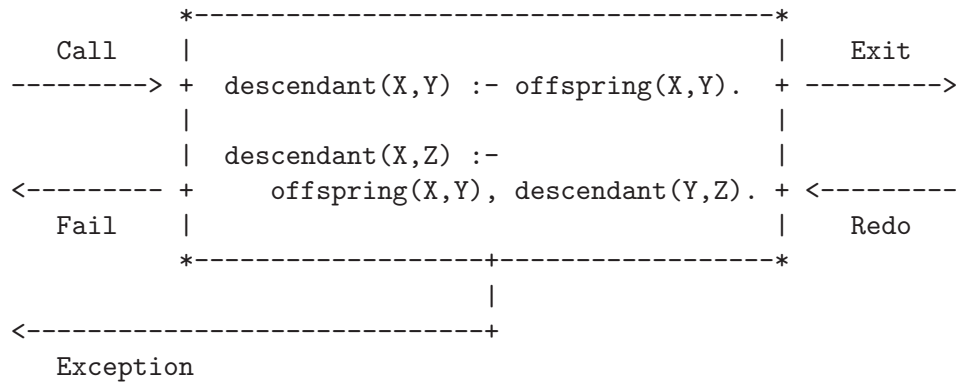 *--------------------------------------*
Call | | Exit
---------> + descendant(X,Y) :- offspring(X,Y). + --------->
| |
| descendant(X,Z) :- |
<--------- + offspring(X,Y), descendant(Y,Z). + <---------
Fail | | Redo
*-------------------+------------------*
|
<------------------------------+
Exception